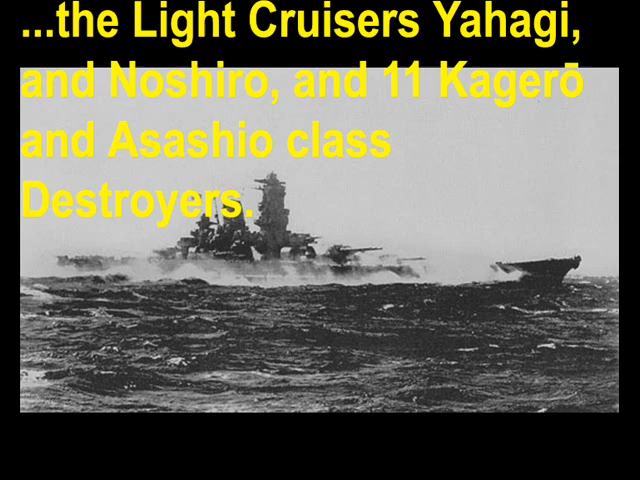 ...the Light Cruisers Yahagi,
and Noshiro, and 11 Kagerō
and Asashio class
Destroyers.